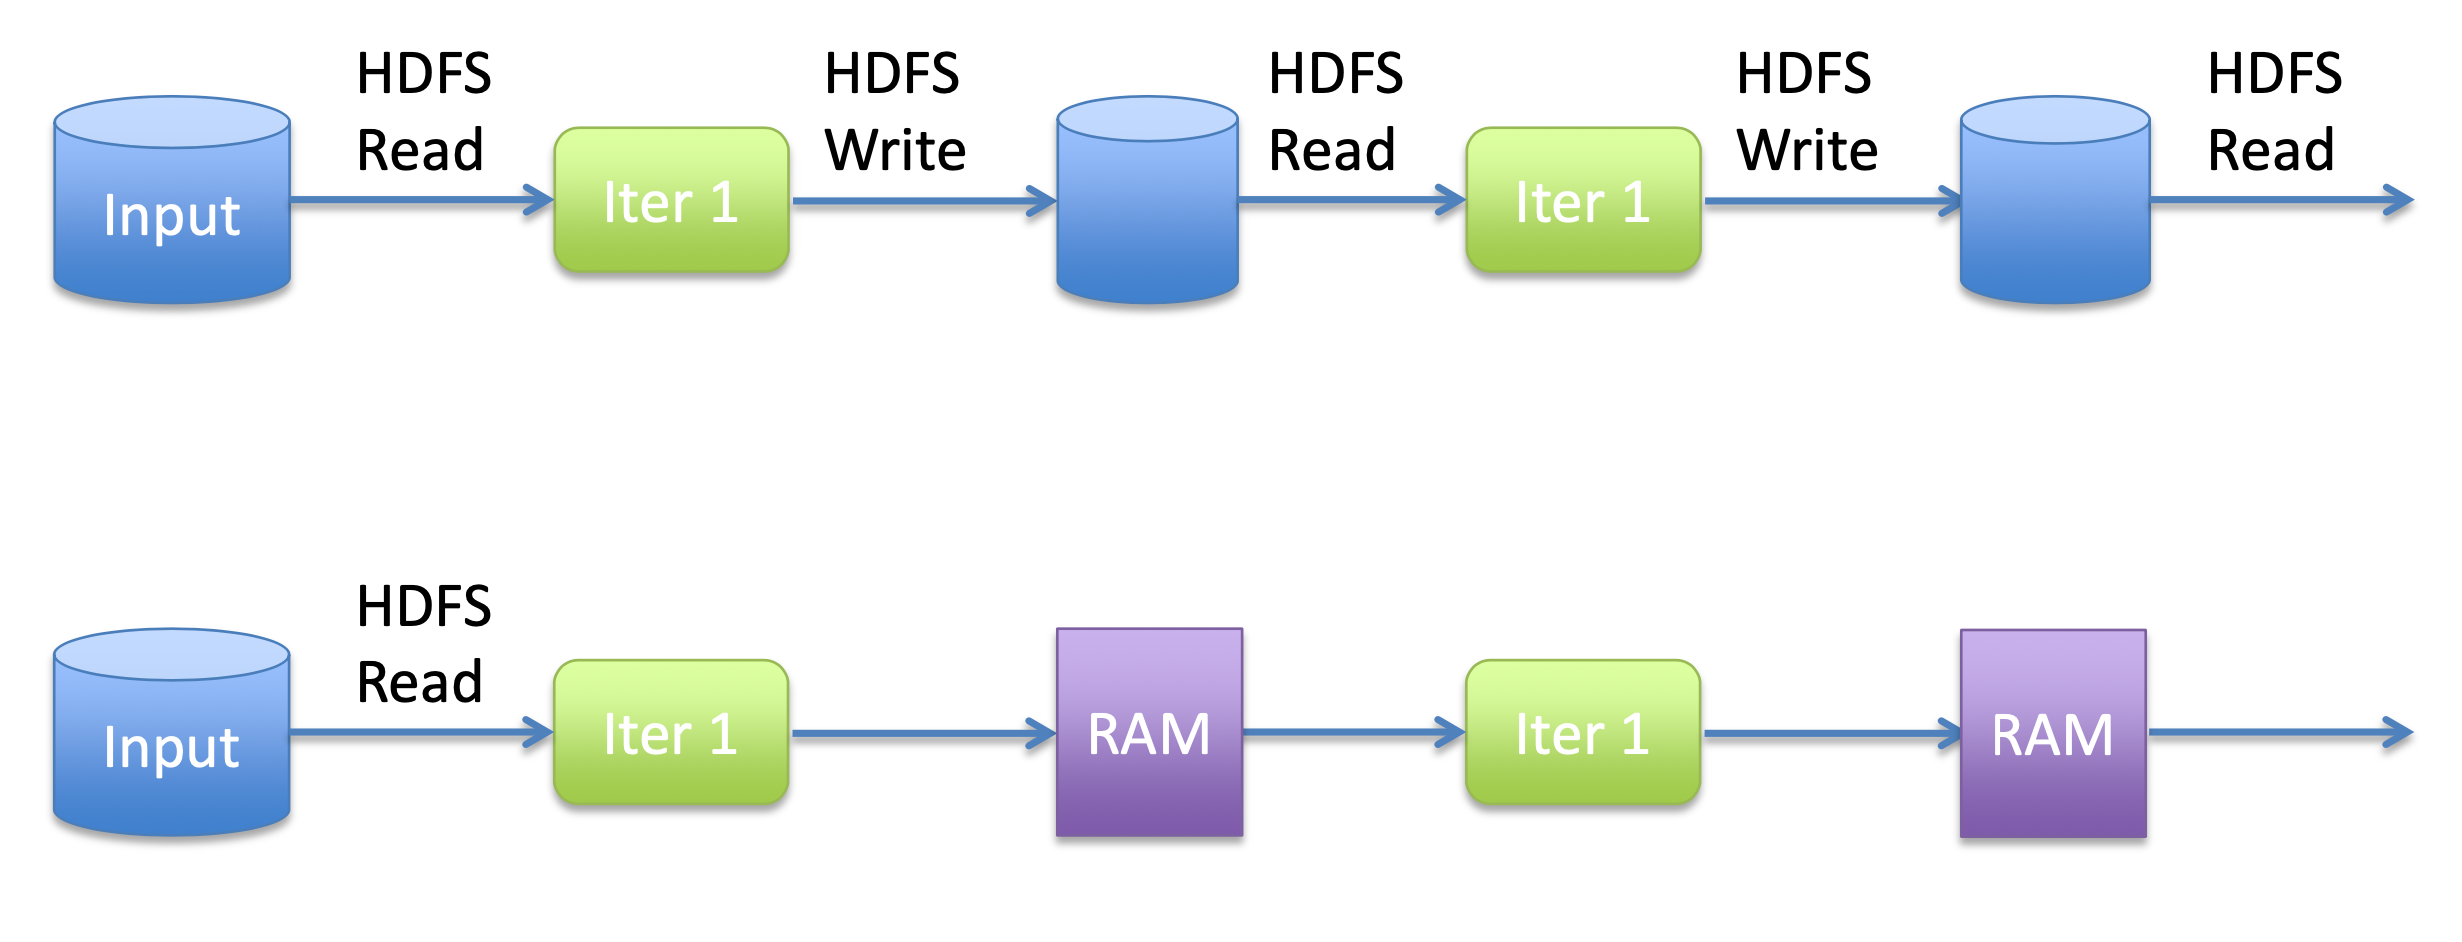 HDFS
Read
HDFS
Write
HDFS
Read
HDFS
Write
HDFS
Read
Input
Iter 1
Iter 1
HDFS
Read
Input
Iter 1
RAM
Iter 1
RAM